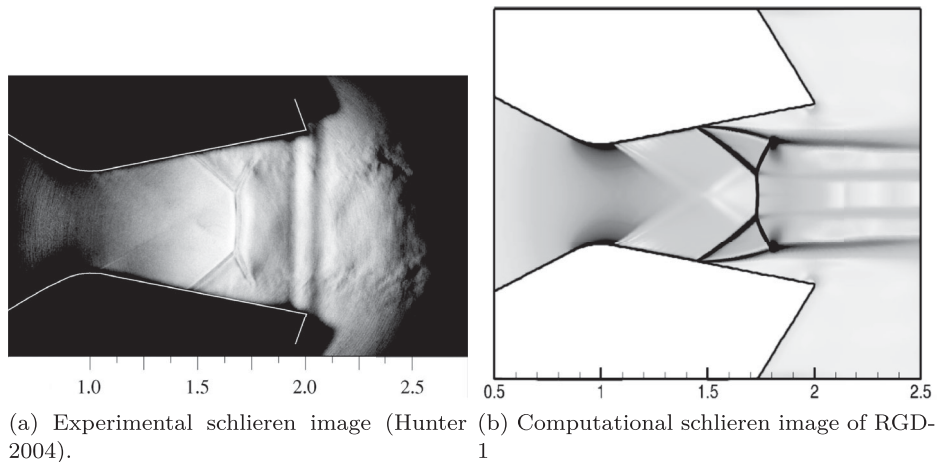 1.0 1.5 2.0 2.5
0.5 1 1.5 2 2.5
(a) Experimental schlieren image (Hunter
2004).
(b) Computational schlieren image of RGD-
1